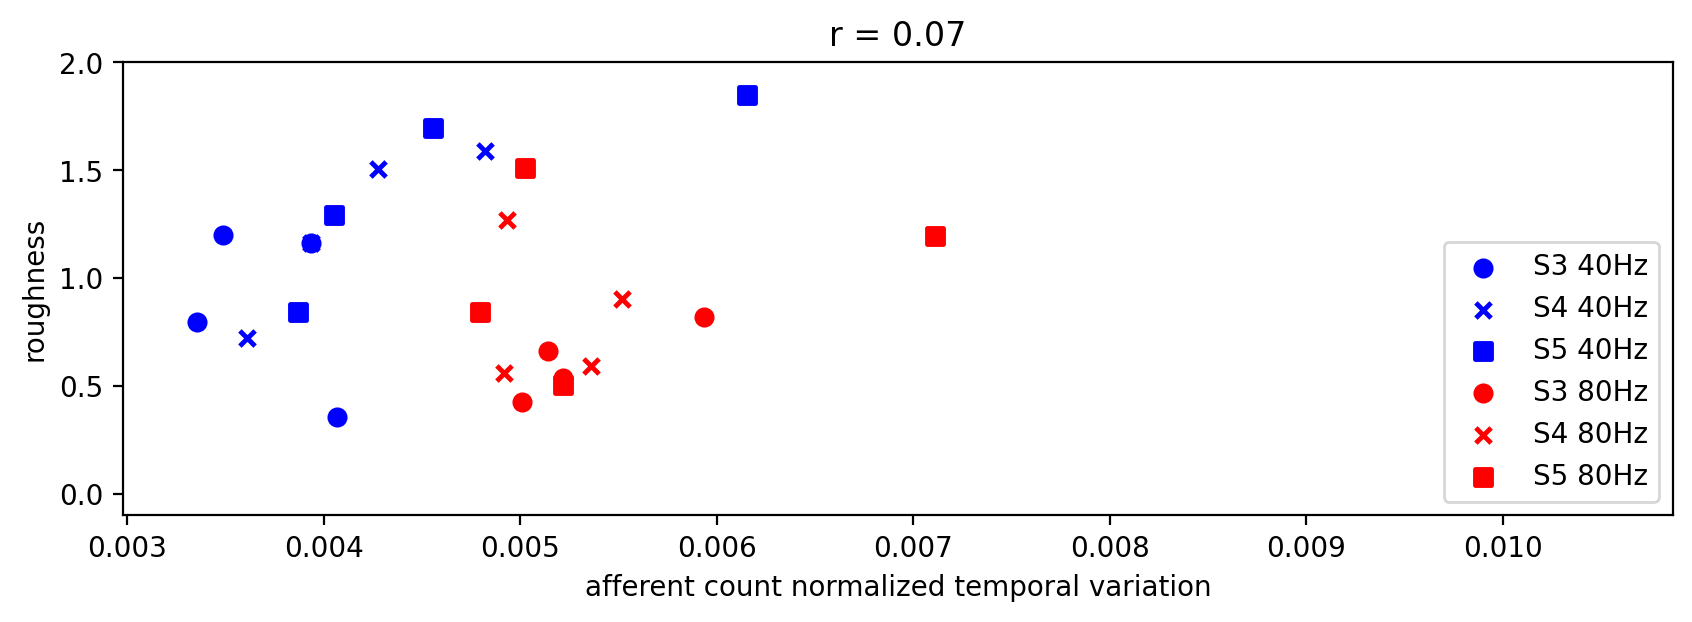 r = 0.07
2.0
1.5
1.0
0.5
0.0
roughness
0.003 0.004 0.005 0.006 0.007 0.008 0.009 0.010
afferent count normalized temporal variation
S3 40Hz
S4 40Hz
S5 40Hz
S3 80Hz
S4 80Hz
S5 80Hz